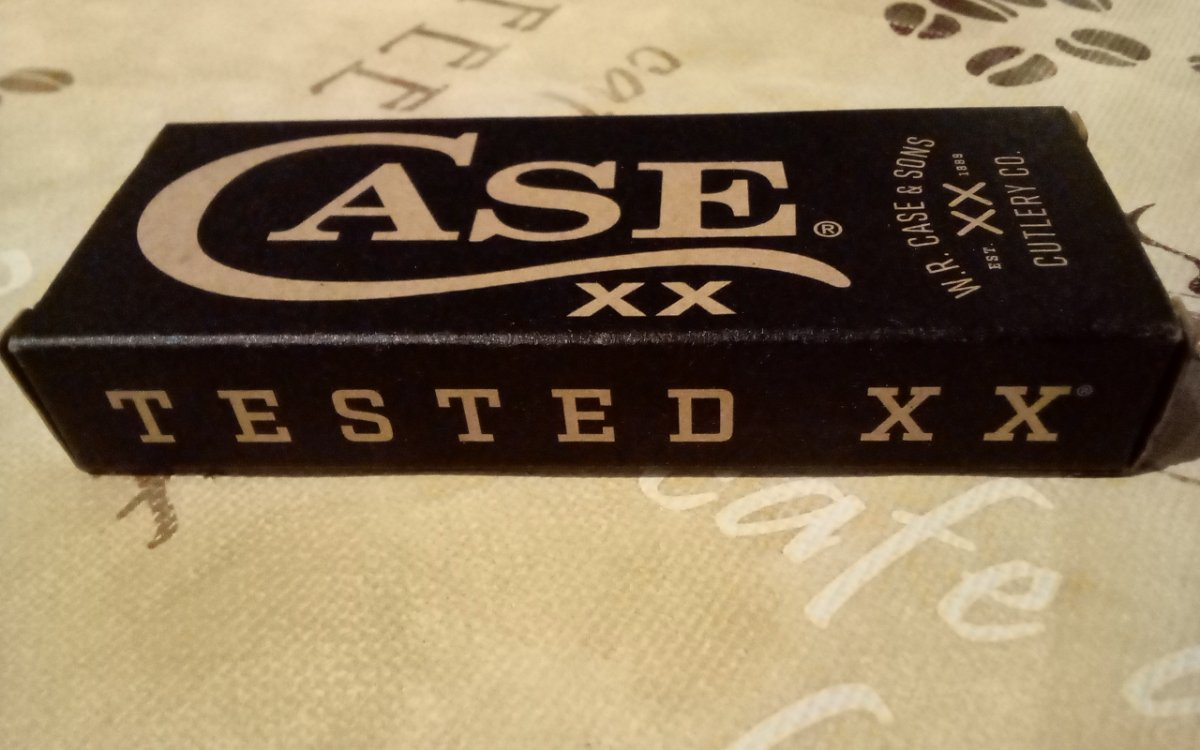 CASE®
XX
W.R. CASE & SONS
EST. XX 1889
CUTLERY CO.
TESTED XX®
cafe